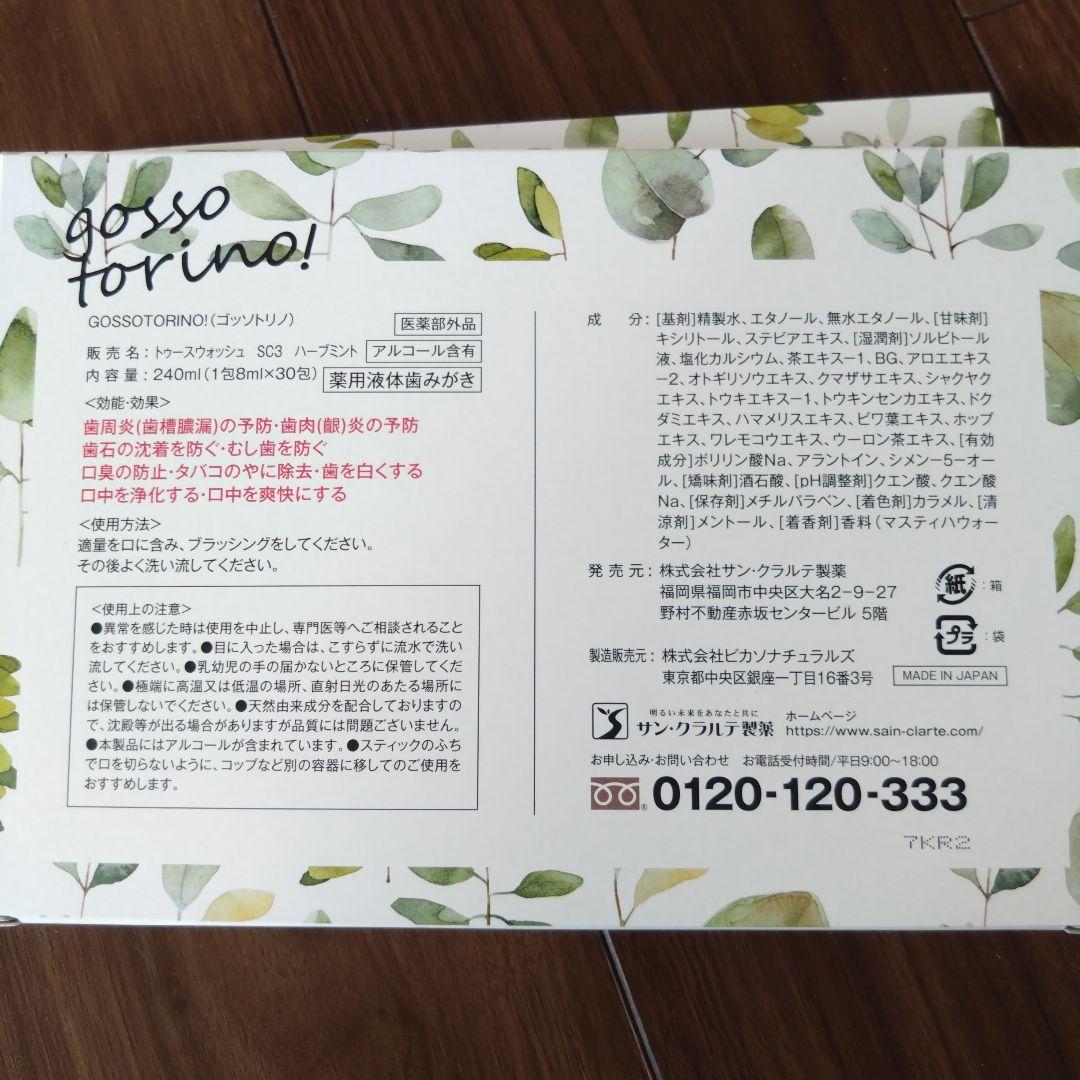 gosso
torino!
GOSSOTORINO!(ゴッソトリノ)
医薬部外品
販売名:トゥースウォッシュ SC3 ハーブミント
アルコール含有
内容量:240ml(1包8ml×30包)
薬用液体歯みがき
<効能・効果>
歯周炎(歯槽膿漏)の予防・歯肉(齦)炎の予防
歯石の沈着を防ぐ・むし歯を防ぐ
口臭の防止・タバコのやに除去・歯を白くする
口中を浄化する・口中を爽快にする
<使用方法>
適量を口に含み、ブラッシングをしてください。
その後よく洗い流してください。
<使用上の注意>
●異常を感じた時は使用を中止し、専門医等へご相談されること
をおすすめします。●目に入った場合は、こすらずに流水で洗い
流してください。●乳幼児の手の届かないところに保管してくだ
さい。●極端に高温又は低温の場所、直射日光のあたる場所に
は保管しないでください。●天然由来成分を配合しておりますの
で、沈殿等が出る場合がありますが品質には問題ございません。
●本製品にはアルコールが含まれています。●スティックのふち
で口を切らないように、コップなど別の容器に移してのご使用を
おすすめします。
成分:[基剤]精製水、エタノール、無水エタノール、[甘味剤]
キシリトール、ステビアエキス、[湿潤剤]ソルビトール
液、塩化カルシウム、茶エキス-1、BG、アロエエキス
-2、オトギリソウエキス、クマザサエキス、シャクヤク
エキス、トウキエキス-1、トウキンセンカエキス、ドク
ダミエキス、ハマメリスエキス、ビワ葉エキス、ホップ
エキス、ワレモコウエキス、ウーロン茶エキス、[有効
成分]ポリリン酸Na、アラントイン、シメン-5-オー
ル、[矯味剤]酒石酸、[pH調整剤]クエン酸、クエン酸
Na、[保存剤]メチルパラベン、[着色剤]カラメル、[清
涼剤]メントール、[着香剤]香料(マスティハウォー
ター)
発売元:株式会社サン・クラルテ製薬
福岡県福岡市中央区大名2-9-27
野村不動産赤坂センタービル 5階
紙:箱
プラ:袋
製造販売元:株式会社ピカソナチュラルズ
東京都中央区銀座一丁目16番3号
MADE IN JAPAN
明るい未来をあなたと共に
サン・クラルテ製薬
ホームページ
https://www.sain-clarte.com/
お申し込み・お問い合わせ お電話受付時間/平日9:00~18:00
0120-120-333
7KR2